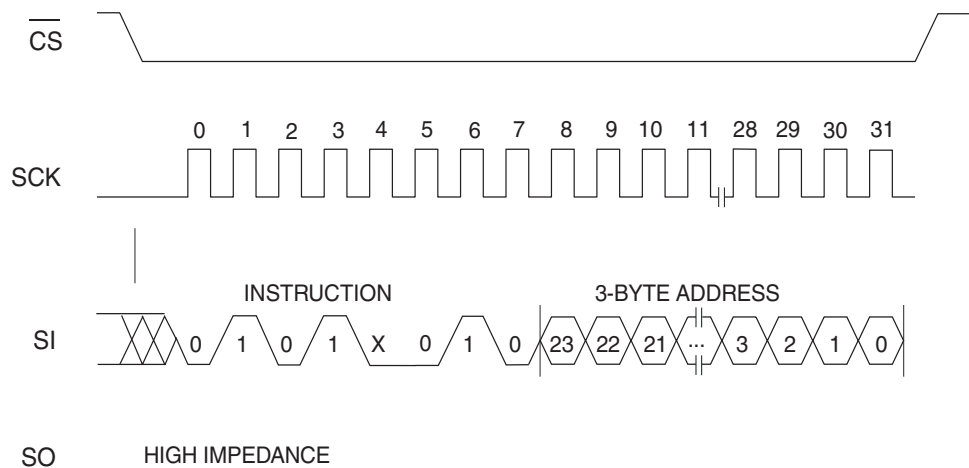 CS
0 1 2 3 4 5 6 7 8 9 10 11 28 29 30 31
SCK
INSTRUCTION 3-BYTE ADDRESS
SI 0 1 0 1 X 0 1 0 23 22 21 ... 3 2 1 0
SO HIGH IMPEDANCE